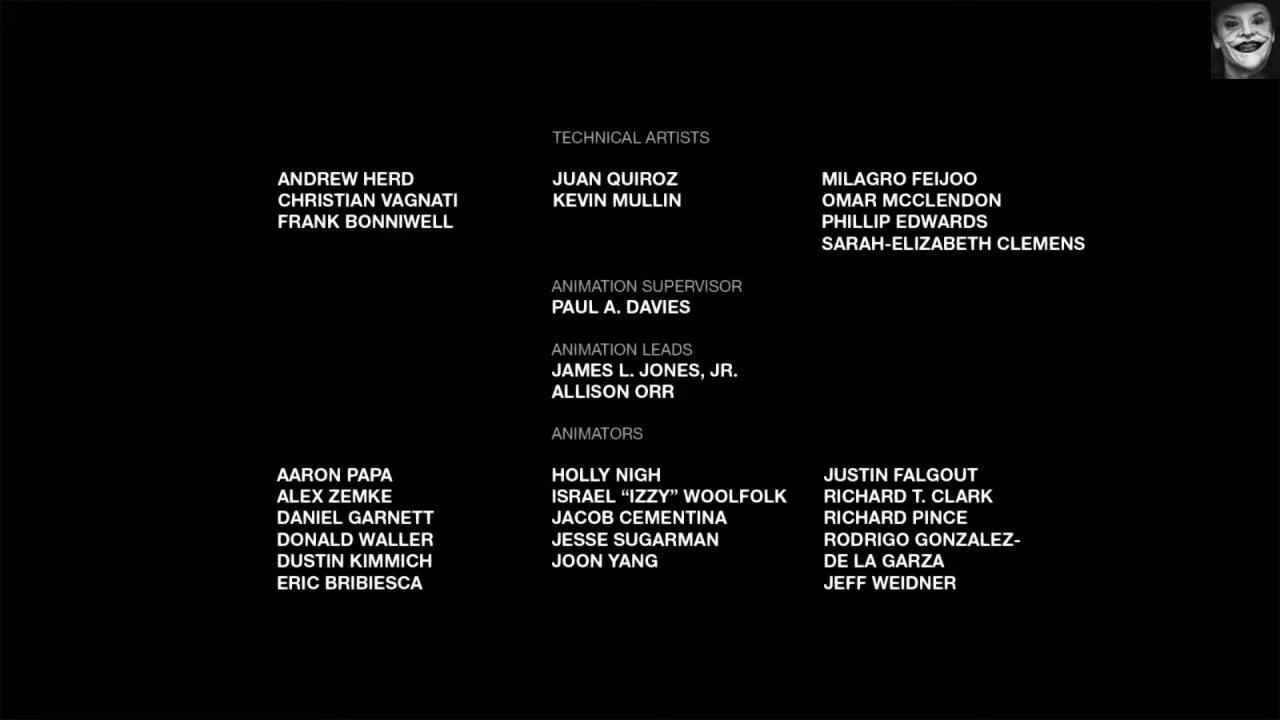 TECHNICAL ARTISTS
ANDREW HERD
CHRISTIAN VAGNATI
FRANK BONNIWELL
JUAN QUIROZ
KEVIN MULLIN
MILAGRO FEIJOO
OMAR MCCLENDON
PHILLIP EDWARDS
SARAH-ELIZABETH CLEMENS
ANIMATION SUPERVISOR
PAUL A. DAVIES
ANIMATION LEADS
JAMES L. JONES, JR.
ALLISON ORR
ANIMATORS
AARON PAPA
ALEX ZEMKE
DANIEL GARNETT
DONALD WALLER
DUSTIN KIMMICH
ERIC BRIBIESCA
HOLLY NIGH
ISRAEL “IZZY” WOOLFOLK
JACOB CEMENTINA
JESSE SUGARMAN
JOON YANG
JUSTIN FALGOUT
RICHARD T. CLARK
RICHARD PINCE
RODRIGO GONZALEZ-
DE LA GARZA
JEFF WEIDNER